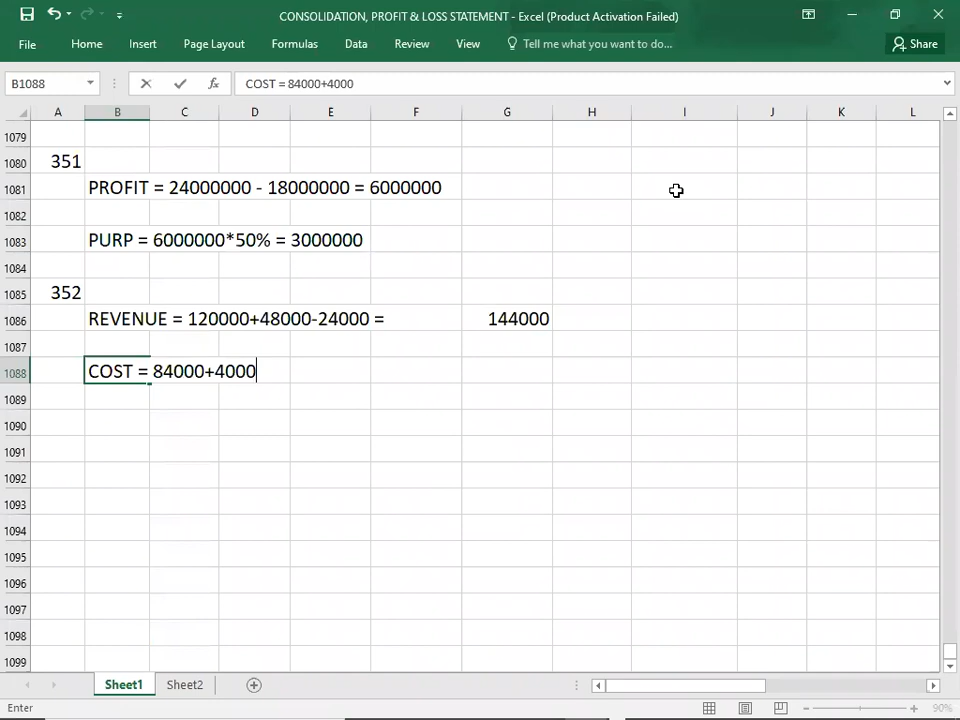 CONSOLIDATION, PROFIT & LOSS STATEMENT - Excel (Product Activation Failed)
File Home Insert Page Layout Formulas Data Review View Tell me what you want to do... Share
B1088 fx COST = 84000+4000
A B C D E F G H I J K L
1079
1080 351
1081 PROFIT = 24000000 - 18000000 = 6000000
1082
1083 PURP = 6000000*50% = 3000000
1084
1085 352
1086 REVENUE = 120000+48000-24000 = 144000
1087
1088 COST = 84000+4000
1089
1090
1091
1092
1093
1094
1095
1096
1097
1098
1099
Sheet1 Sheet2
Enter 90%